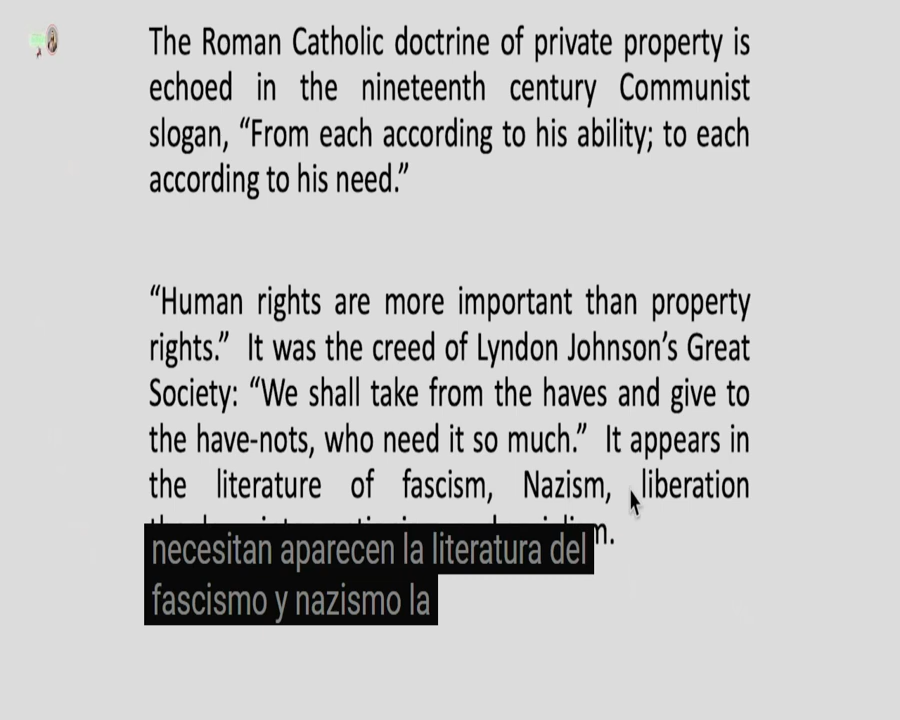 The Roman Catholic doctrine of private property is
echoed in the nineteenth century Communist
slogan, “From each according to his ability; to each
according to his need.”
“Human rights are more important than property
rights.” It was the creed of Lyndon Johnson’s Great
Society: “We shall take from the haves and give to
the have-nots, who need it so much.” It appears in
the literature of fascism, Nazism, liberation
necesitan aparecen la literatura del
fascismo y nazismo la